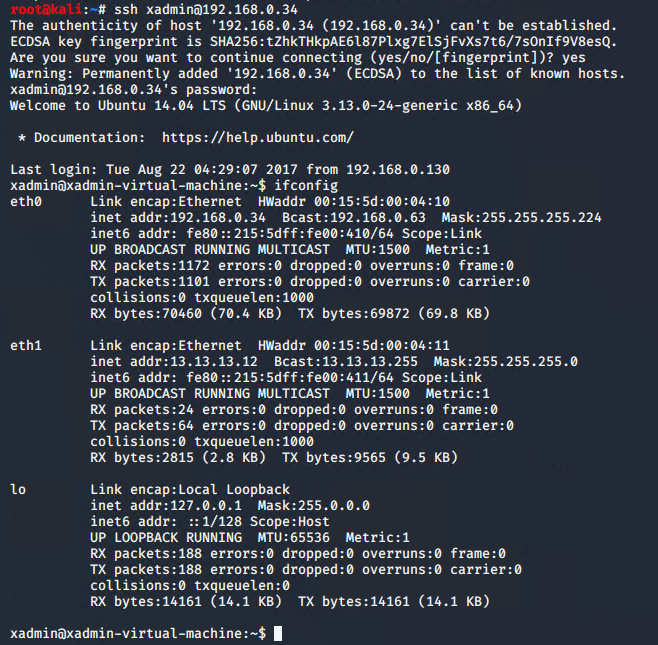 root@kali:~# ssh xadmin@192.168.0.34
The authenticity of host '192.168.0.34 (192.168.0.34)' can't be established.
ECDSA key fingerprint is SHA256:tZhkTHkpAE6l87Plxg7ElSjFvXs7t6/7sOnIf9V8esQ.
Are you sure you want to continue connecting (yes/no/[fingerprint])? yes
Warning: Permanently added '192.168.0.34' (ECDSA) to the list of known hosts.
xadmin@192.168.0.34's password:
Welcome to Ubuntu 14.04 LTS (GNU/Linux 3.13.0-24-generic x86_64)
* Documentation:  https://help.ubuntu.com/
Last login: Tue Aug 22 04:29:07 2017 from 192.168.0.130
xadmin@xadmin-virtual-machine:~$ ifconfig
eth0      Link encap:Ethernet  HWaddr 00:15:5d:00:04:10
inet addr:192.168.0.34  Bcast:192.168.0.63  Mask:255.255.255.224
inet6 addr: fe80::215:5dff:fe00:410/64 Scope:Link
UP BROADCAST RUNNING MULTICAST  MTU:1500  Metric:1
RX packets:1172 errors:0 dropped:0 overruns:0 frame:0
TX packets:1101 errors:0 dropped:0 overruns:0 carrier:0
collisions:0 txqueuelen:1000
RX bytes:70460 (70.4 KB)  TX bytes:69872 (69.8 KB)
eth1      Link encap:Ethernet  HWaddr 00:15:5d:00:04:11
inet addr:13.13.13.12  Bcast:13.13.13.255  Mask:255.255.255.0
inet6 addr: fe80::215:5dff:fe00:411/64 Scope:Link
UP BROADCAST RUNNING MULTICAST  MTU:1500  Metric:1
RX packets:24 errors:0 dropped:0 overruns:0 frame:0
TX packets:64 errors:0 dropped:0 overruns:0 carrier:0
collisions:0 txqueuelen:1000
RX bytes:2815 (2.8 KB)  TX bytes:9565 (9.5 KB)
lo        Link encap:Local Loopback
inet addr:127.0.0.1  Mask:255.0.0.0
inet6 addr: ::1/128 Scope:Host
UP LOOPBACK RUNNING  MTU:65536  Metric:1
RX packets:188 errors:0 dropped:0 overruns:0 frame:0
TX packets:188 errors:0 dropped:0 overruns:0 carrier:0
collisions:0 txqueuelen:0
RX bytes:14161 (14.1 KB)  TX bytes:14161 (14.1 KB)
xadmin@xadmin-virtual-machine:~$